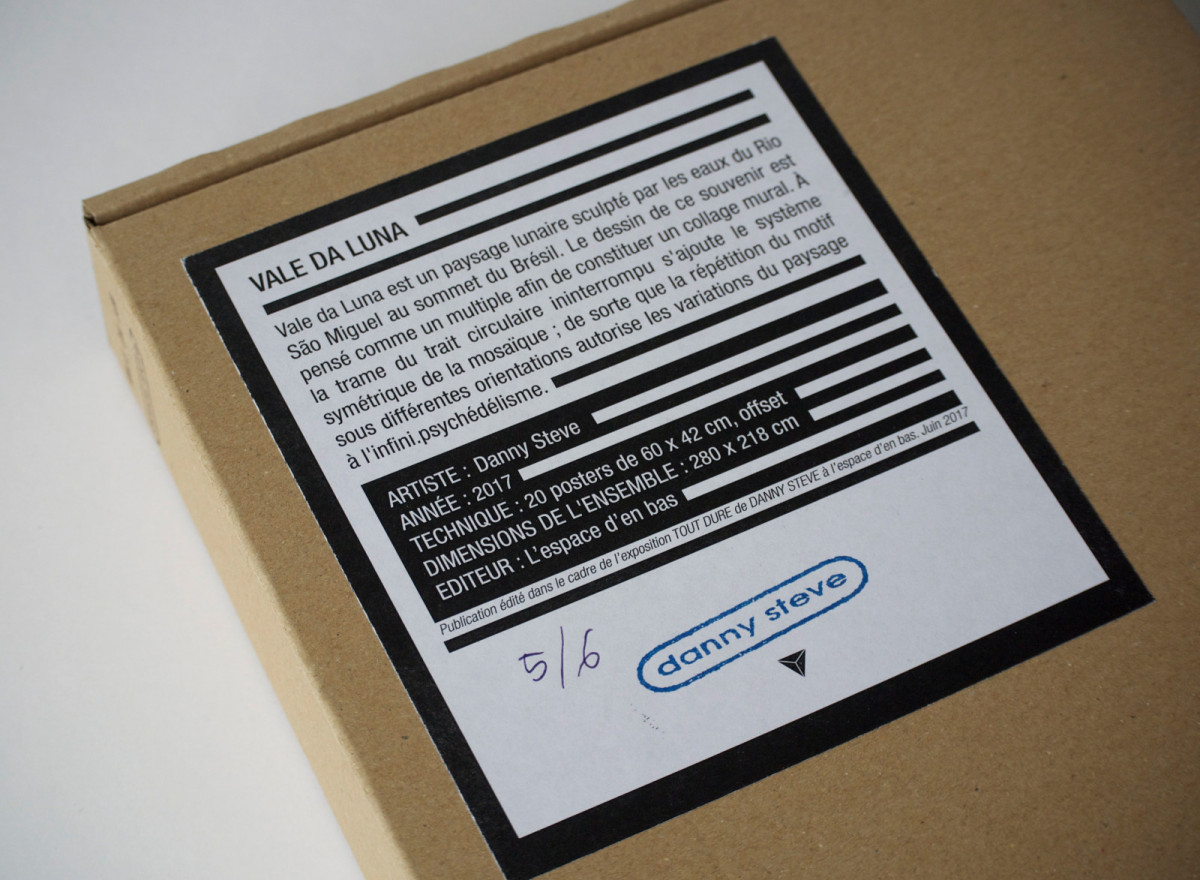 VALE DA LUNA
Vale da Luna est un paysage lunaire sculpté par les eaux du Rio
São Miguel au sommet du Brésil. Le dessin de ce souvenir est
pensé comme un multiple afin de constituer un collage mural. À
la trame du trait circulaire ininterrompu s'ajoute le système
symétrique de la mosaïque ; de sorte que la répétition du motif
sous différentes orientations autorise les variations du paysage
à l'infini.psychédélisme.
ARTISTE : Danny Steve
ANNÉE : 2017
TECHNIQUE : 20 posters de 60 x 42 cm, offset
DIMENSIONS DE L'ENSEMBLE : 280 x 218 cm
EDITEUR : L'espace d'en bas
Publication édité dans le cadre de l'exposition TOUT DURE de DANNY STEVE à l'espace d'en bas. Juin 2017
5/6
danny steve